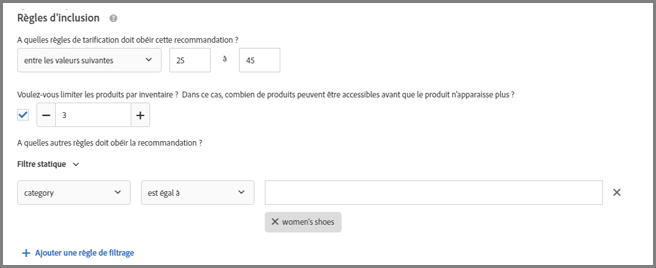 Règles d'inclusion
A quelles règles de tarification doit obéir cette recommandation ?
entre les valeurs suivantes 25 à 45
Voulez-vous limiter les produits par inventaire ? Dans ce cas, combien de produits peuvent être accessibles avant que le produit n'apparaisse plus ?
3
A quelles autres règles doit obéir la recommandation ?
Filtre statique
category est égal à
women's shoes
Ajouter une règle de filtrage